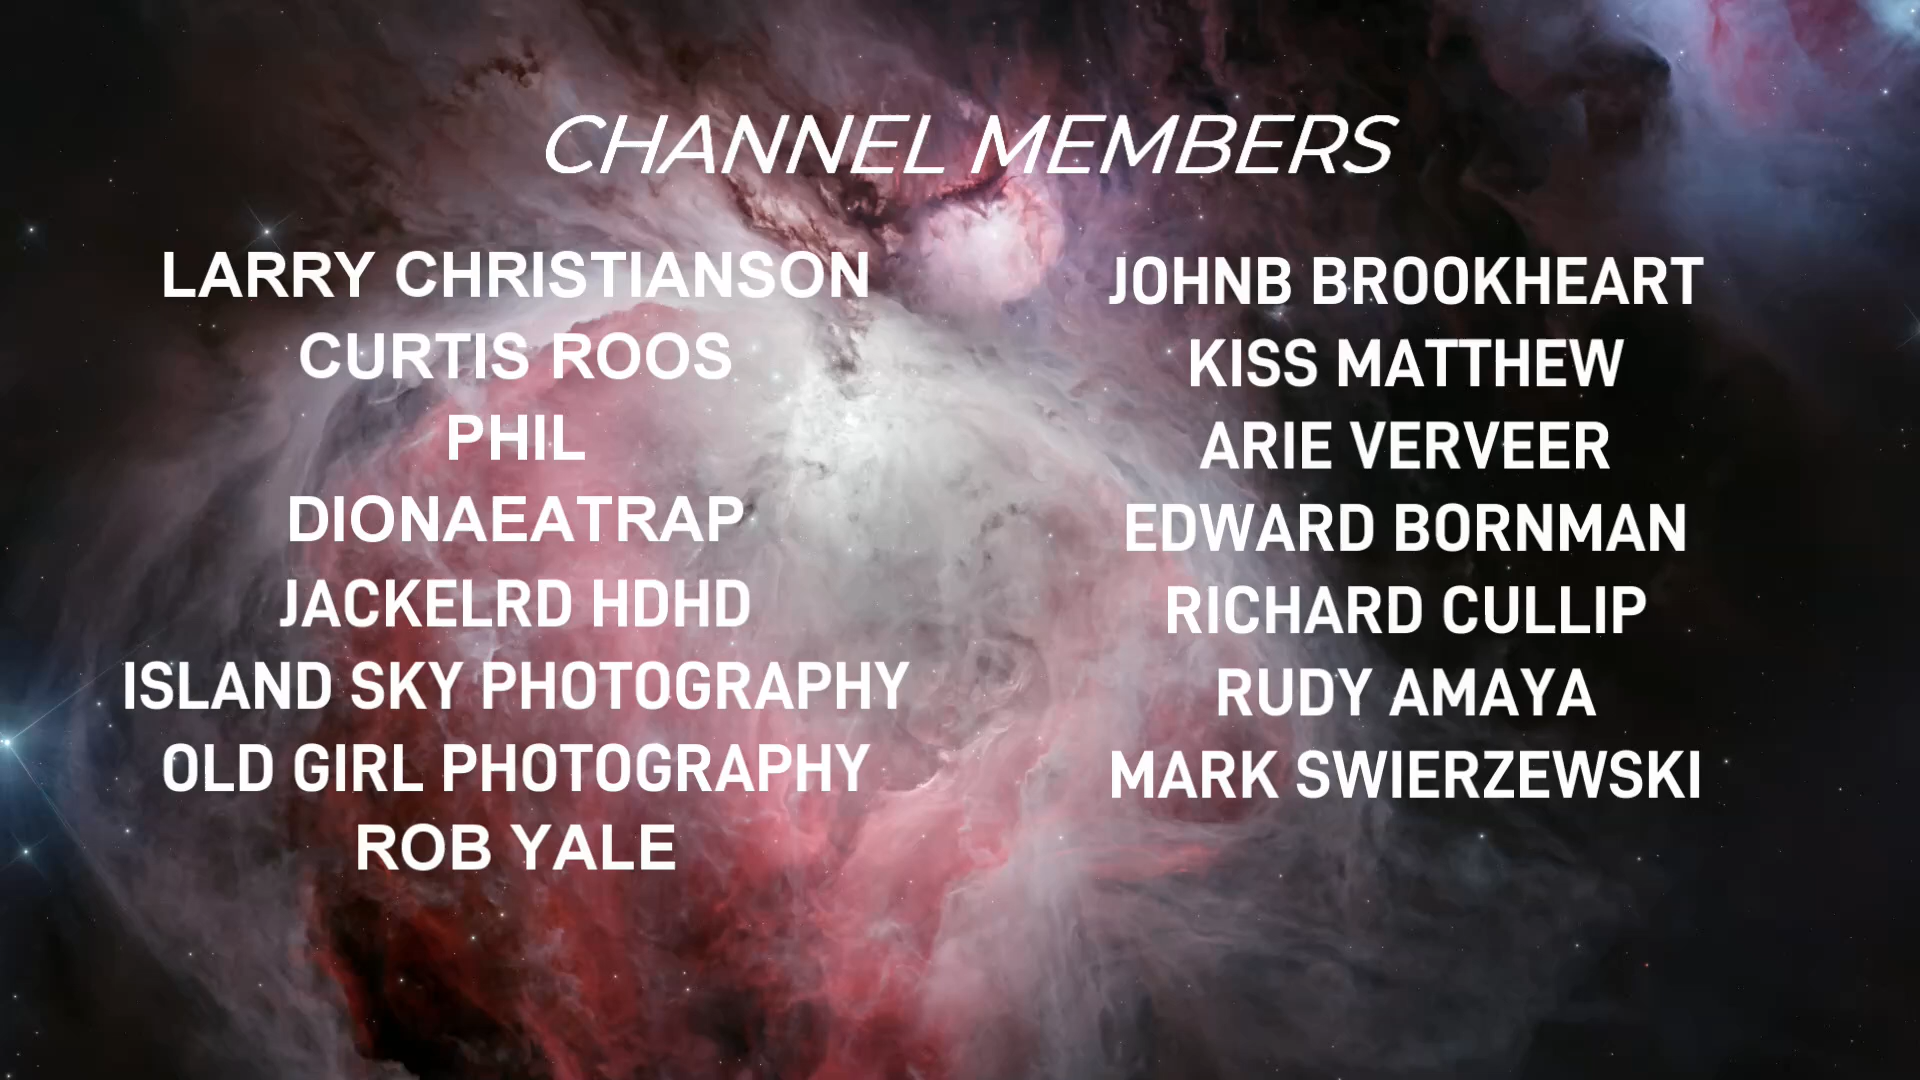 CHANNEL MEMBERS
LARRY CHRISTIANSON
CURTIS ROOS
PHIL
DIONAEATRAP
JACKELRD HDHD
ISLAND SKY PHOTOGRAPHY
OLD GIRL PHOTOGRAPHY
ROB YALE
JOHNB BROOKHEART
KISS MATTHEW
ARIE VERVEER
EDWARD BORNMAN
RICHARD CULLIP
RUDY AMAYA
MARK SWIERZEWSKI